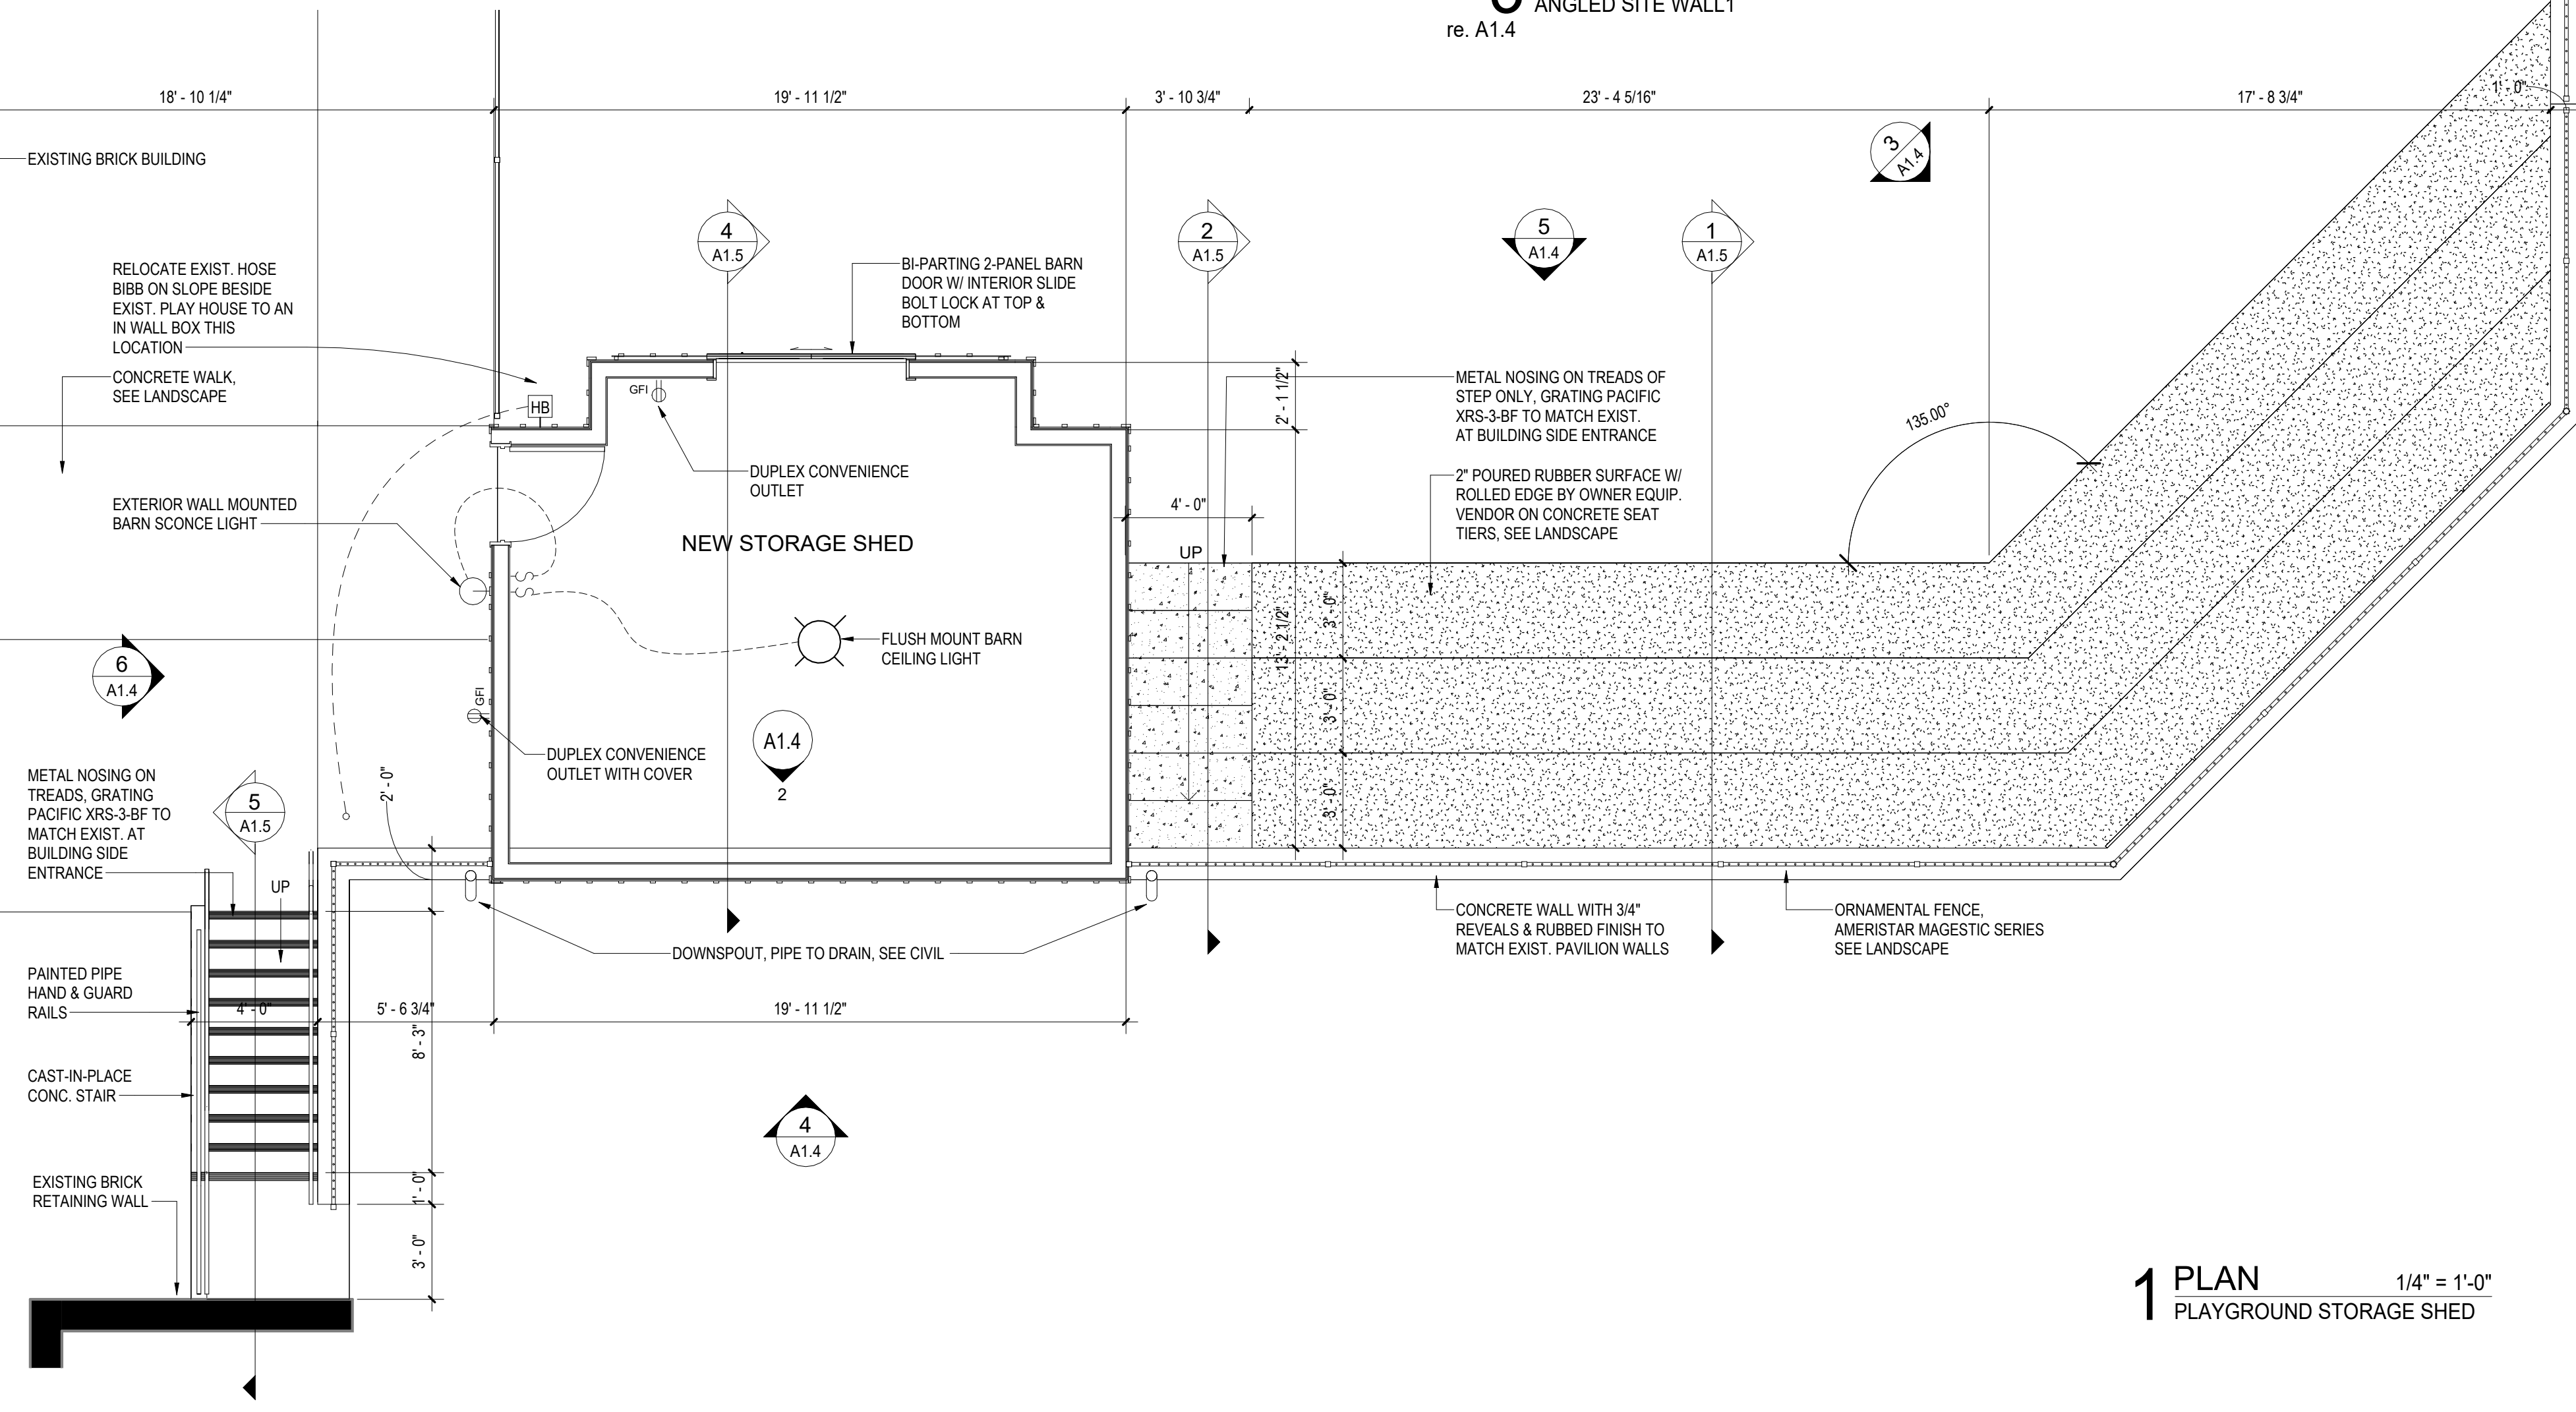 ANGLED SITE WALL1
re. A1.4
18' - 10 1/4"
19' - 11 1/2"
3' - 10 3/4"
23' - 4 5/16"
17' - 8 3/4"
1' - 0"
EXISTING BRICK BUILDING
3
A1.4
4
A1.5
2
A1.5
5
A1.4
1
A1.5
RELOCATE EXIST. HOSE
BIBB ON SLOPE BESIDE
EXIST. PLAY HOUSE TO AN
IN WALL BOX THIS
LOCATION
BI-PARTING 2-PANEL BARN
DOOR W/ INTERIOR SLIDE
BOLT LOCK AT TOP &
BOTTOM
CONCRETE WALK,
SEE LANDSCAPE
HB
GFI
2' - 1 1/2"
METAL NOSING ON TREADS OF
STEP ONLY, GRATING PACIFIC
XRS-3-BF TO MATCH EXIST.
AT BUILDING SIDE ENTRANCE
135.00°
DUPLEX CONVENIENCE
OUTLET
2" POURED RUBBER SURFACE W/
ROLLED EDGE BY OWNER EQUIP.
VENDOR ON CONCRETE SEAT
TIERS, SEE LANDSCAPE
EXTERIOR WALL MOUNTED
BARN SCONCE LIGHT
4' - 0"
NEW STORAGE SHED
UP
FLUSH MOUNT BARN
CEILING LIGHT
13' - 2 1/2"
3' - 0"
3' - 0"
3' - 0"
6
A1.4
GFI
DUPLEX CONVENIENCE
OUTLET WITH COVER
A1.4
2
METAL NOSING ON
TREADS, GRATING
PACIFIC XRS-3-BF TO
MATCH EXIST. AT
BUILDING SIDE
ENTRANCE
5
A1.5
2' - 0"
UP
DOWNSPOUT, PIPE TO DRAIN, SEE CIVIL
CONCRETE WALL WITH 3/4"
REVEALS & RUBBED FINISH TO
MATCH EXIST. PAVILION WALLS
ORNAMENTAL FENCE,
AMERISTAR MAGESTIC SERIES
SEE LANDSCAPE
PAINTED PIPE
HAND & GUARD
RAILS
4' - 0"
5' - 6 3/4"
19' - 11 1/2"
8' - 3"
CAST-IN-PLACE
CONC. STAIR
4
A1.4
EXISTING BRICK
RETAINING WALL
1' - 0"
3' - 0"
1
PLAN
1/4" = 1'-0"
PLAYGROUND STORAGE SHED